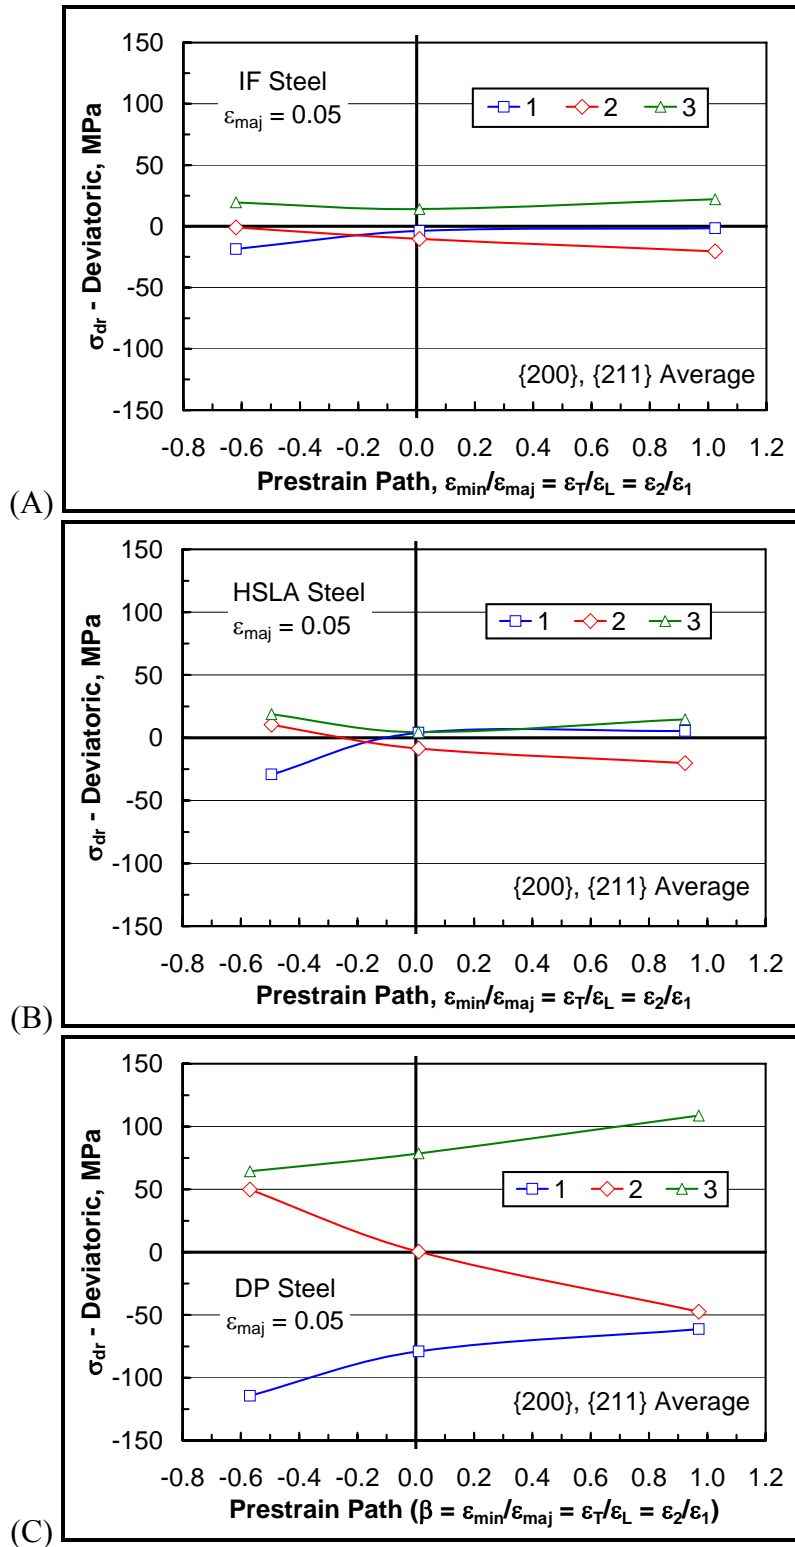 150
100
50
0
-50
-100
-150
σdr - Deviatoric, MPa
IF Steel
εmaj = 0.05
1 2 3
{200}, {211} Average
-0.8 -0.6 -0.4 -0.2 0.0 0.2 0.4 0.6 0.8 1.0 1.2
Prestrain Path, εmin/εmaj = εT/εL = ε2/ε1
(A)
150
100
50
0
-50
-100
-150
σdr - Deviatoric, MPa
HSLA Steel
εmaj = 0.05
1 2 3
{200}, {211} Average
-0.8 -0.6 -0.4 -0.2 0.0 0.2 0.4 0.6 0.8 1.0 1.2
Prestrain Path, εmin/εmaj = εT/εL = ε2/ε1
(B)
150
100
50
0
-50
-100
-150
σdr - Deviatoric, MPa
1 2 3
DP Steel
εmaj = 0.05
{200}, {211} Average
-0.8 -0.6 -0.4 -0.2 0.0 0.2 0.4 0.6 0.8 1.0 1.2
Prestrain Path (β = εmin/εmaj = εT/εL = ε2/ε1)
(C)